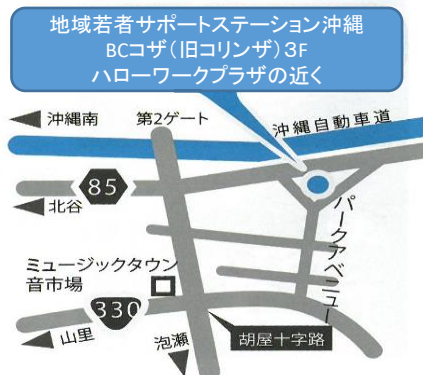 地域若者サポートステーション沖縄
BCコザ（旧コリンザ）３F
ハローワークプラザの近く
沖縄南
第2ゲート
沖縄自動車道
85
北谷
パークアベニュー
ミュージックタウン
音市場
330
山里
泡瀬
胡屋十字路